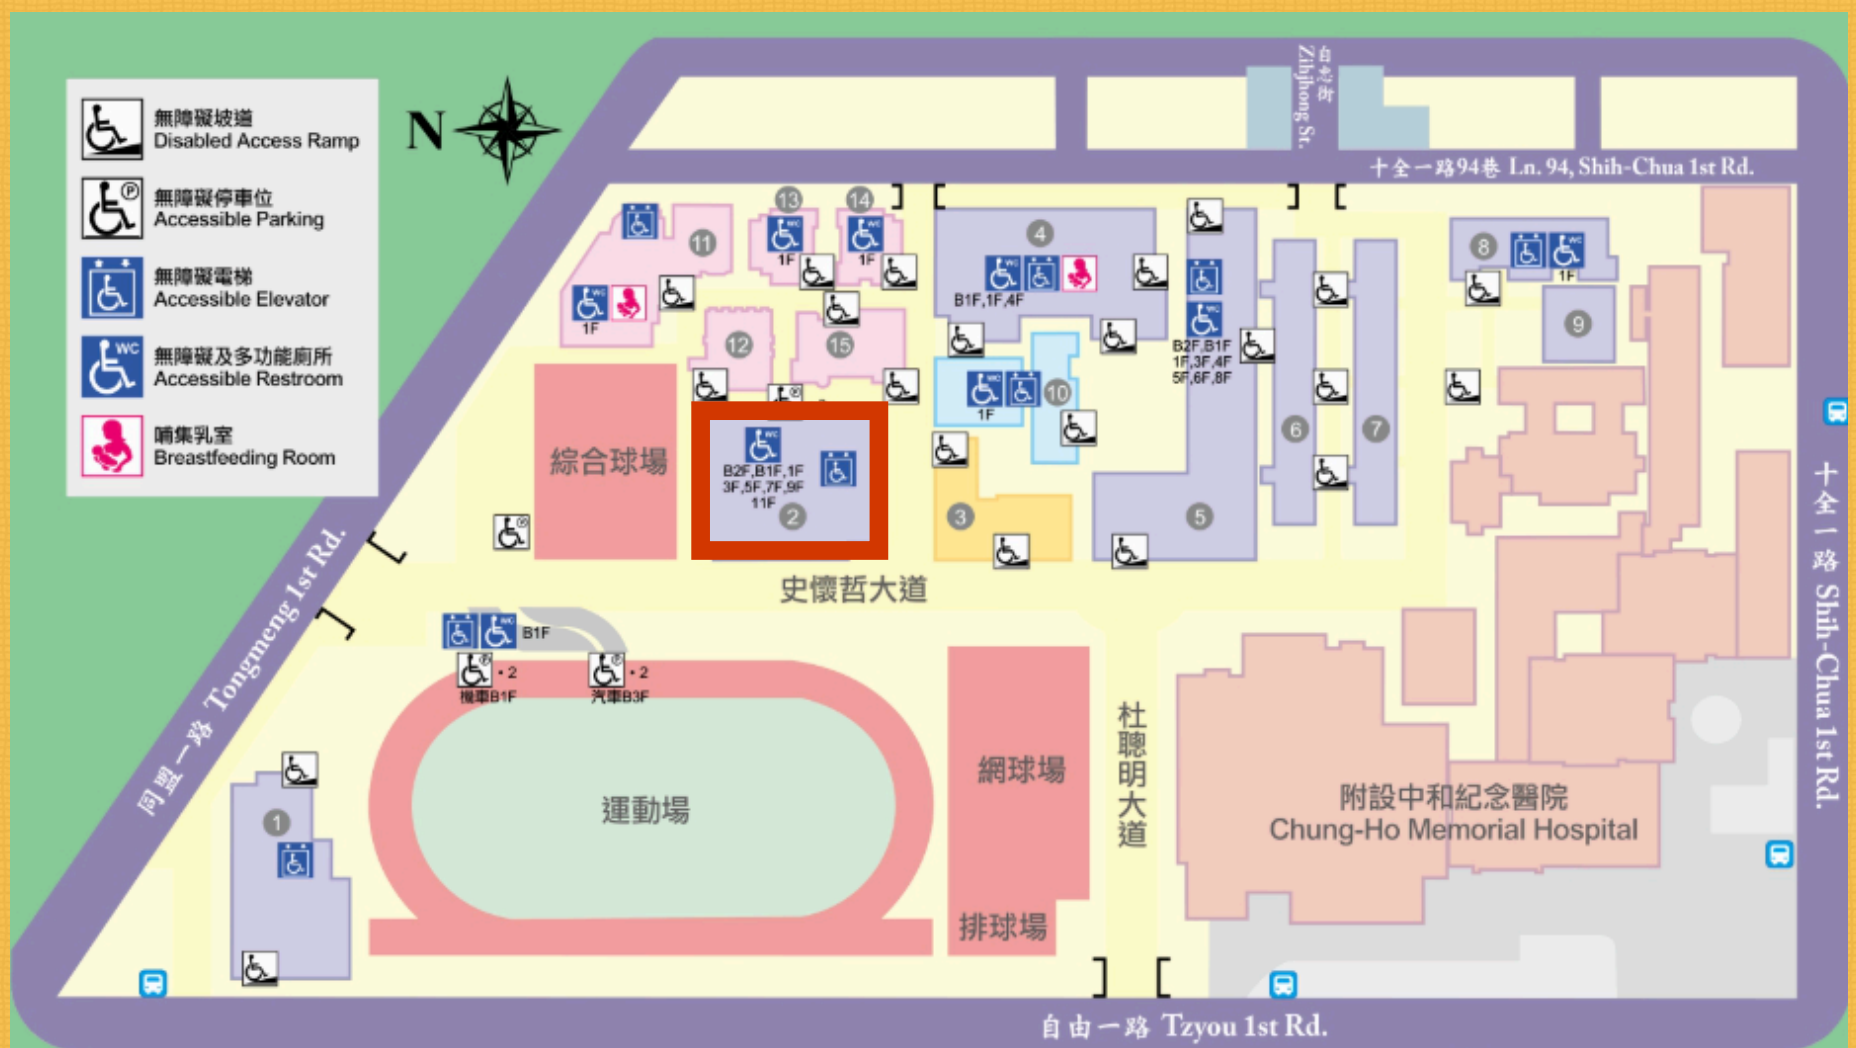 無障礙坡道
Disabled Access Ramp
無障礙停車位
Accessible Parking
無障礙電梯
Accessible Elevator
WC
無障礙及多功能廁所
Accessible Restroom
哺集乳室
Breastfeeding Room
N
自忠街
Zihjhong St.
十全一路94巷 Ln. 94, Shih-Chua 1st Rd.
13
14
11
1F
1F
1F
12
15
4
B1F,1F,4F
8
1F
9
B2F,B1F
1F,3F,4F
5F,6F,8F
10
1F
6
7
綜合球場
B2F,B1F,1F
3F,5F,7F,9F
11F
2
3
5
史懷哲大道
同盟一路 Tongmeng 1st Rd.
十全一路 Shih-Chua 1st Rd.
B1F
・2
機車B1F
・2
汽車B3F
1
運動場
網球場
排球場
杜聰明大道
附設中和紀念醫院
Chung-Ho Memorial Hospital
自由一路 Tzyou 1st Rd.